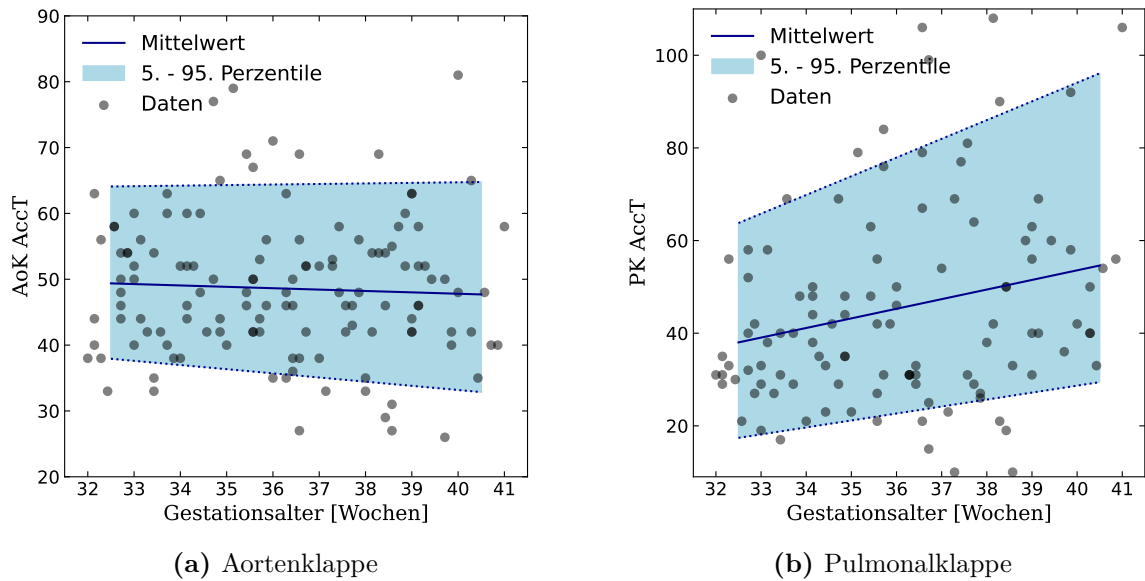 90
80
70
60
50
40
30
20
AoK AccT
Mittelwert
5. - 95. Perzentile
Daten
32 33 34 35 36 37 38 39 40 41
Gestationsalter [Wochen]
(a) Aortenklappe
100
80
60
40
20
PK AccT
Mittelwert
5. - 95. Perzentile
Daten
32 33 34 35 36 37 38 39 40 41
Gestationsalter [Wochen]
(b) Pulmonalklappe